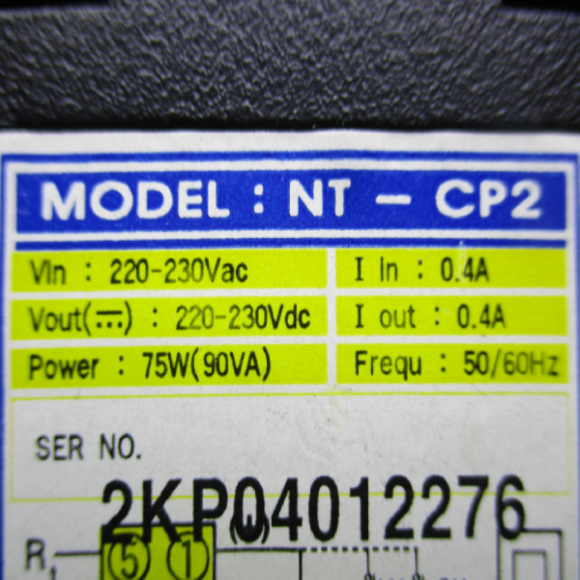 MODEL : NT - CP2
Vin : 220-230Vac I in : 0.4A
Vout(⎓) : 220-230Vdc I out : 0.4A
Power : 75W(90VA) Frequ : 50/60Hz
SER NO.
2KP04012276
R 5 1